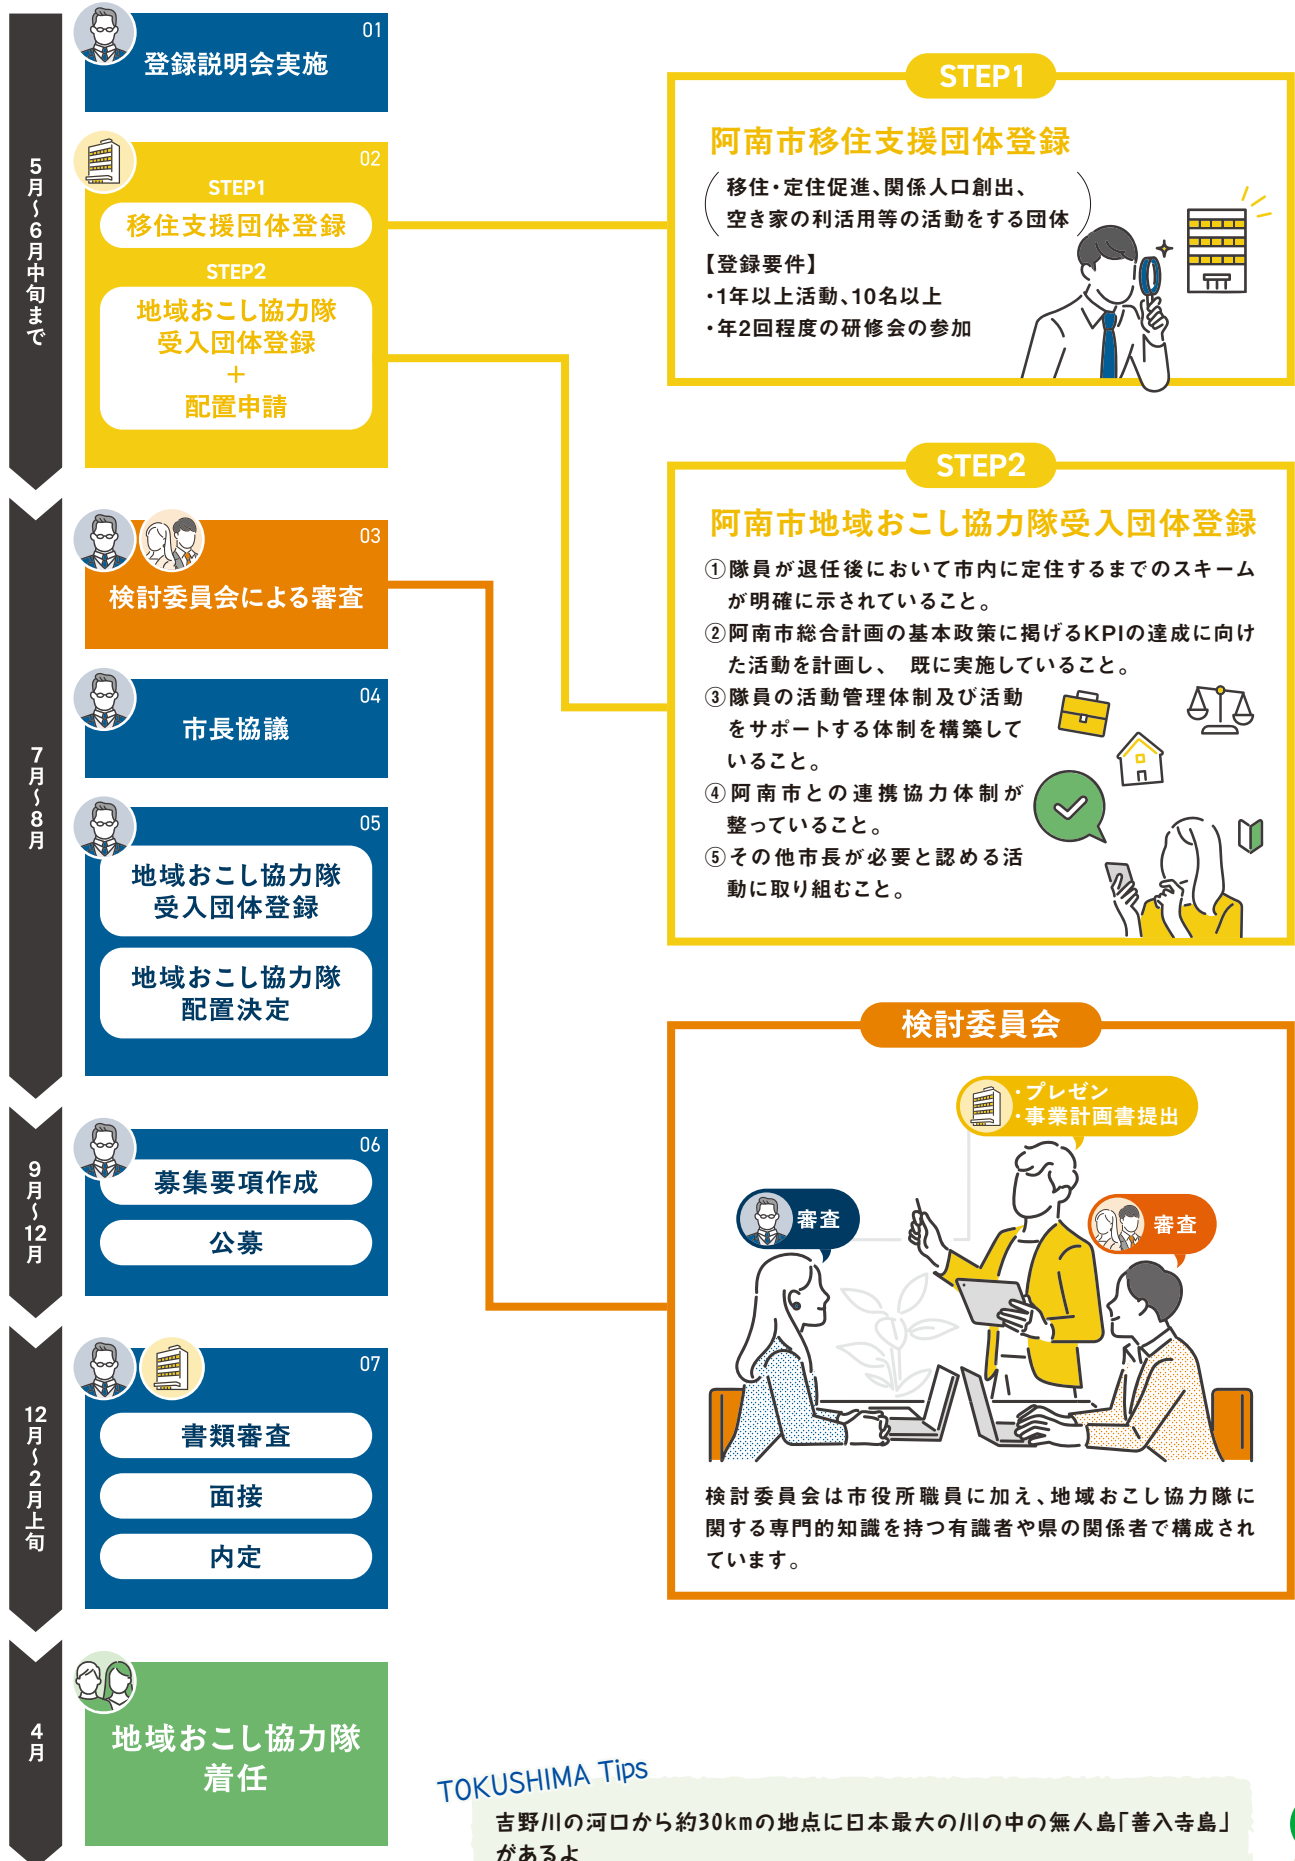 5月〜6月中旬まで
01
登録説明会実施
02
STEP1
移住支援団体登録
STEP2
地域おこし協力隊
受入団体登録
＋
配置申請
7月〜8月
03
検討委員会による審査
04
市長協議
05
地域おこし協力隊
受入団体登録
地域おこし協力隊
配置決定
9月〜12月
06
募集要項作成
公募
12月〜2月上旬
07
書類審査
面接
内定
4月
地域おこし協力隊
着任
STEP1
阿南市移住支援団体登録
移住・定住促進、関係人口創出、
空き家の利活用等の活動をする団体
【登録要件】
・1年以上活動、10名以上
・年2回程度の研修会の参加
STEP2
阿南市地域おこし協力隊受入団体登録
①隊員が退任後において市内に定住するまでのスキーム
が明確に示されていること。
②阿南市総合計画の基本政策に掲げるKPIの達成に向け
た活動を計画し、　既に実施していること。
③隊員の活動管理体制及び活動
をサポートする体制を構築して
いること。
④阿南市との連携協力体制が
整っていること。
⑤その他市長が必要と認める活
動に取り組むこと。
検討委員会
・プレゼン
・事業計画書提出
審査
審査
検討委員会は市役所職員に加え、地域おこし協力隊に
関する専門的知識を持つ有識者や県の関係者で構成され
ています。
TOKUSHIMA Tips
吉野川の河口から約30kmの地点に日本最大の川の中の無人島「善入寺島」
があるよ